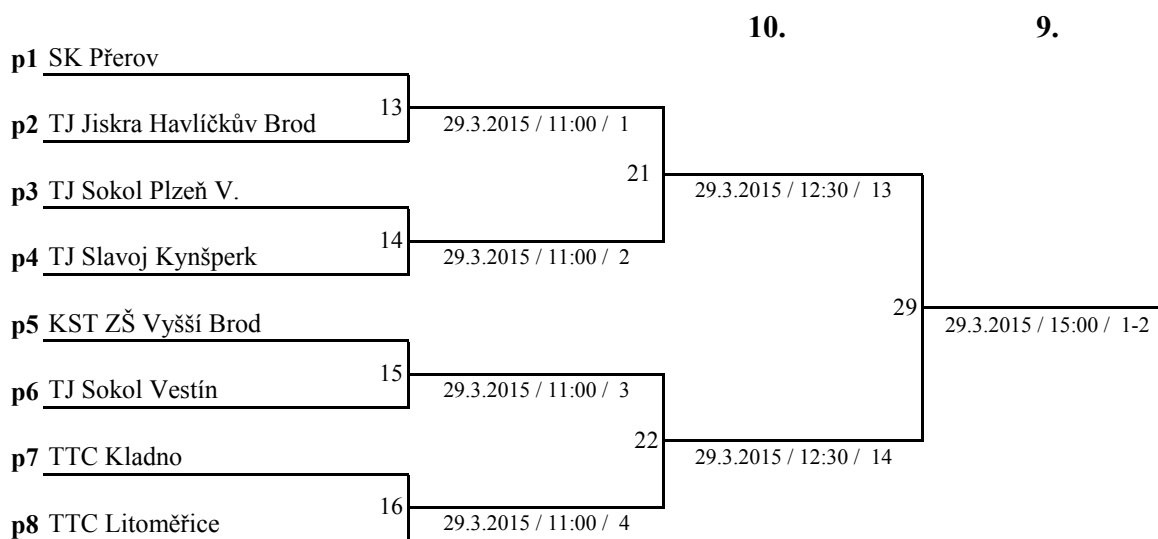 10. 9.
p1 SK Přerov
13
p2 TJ Jiskra Havlíčkův Brod
29.3.2015 / 11:00 / 1
21
p3 TJ Sokol Plzeň V.
29.3.2015 / 12:30 / 13
14
p4 TJ Slavoj Kynšperk
29.3.2015 / 11:00 / 2
29
p5 KST ZŠ Vyšší Brod
29.3.2015 / 15:00 / 1-2
15
p6 TJ Sokol Vestín
29.3.2015 / 11:00 / 3
22
p7 TTC Kladno
29.3.2015 / 12:30 / 14
16
p8 TTC Litoměřice
29.3.2015 / 11:00 / 4